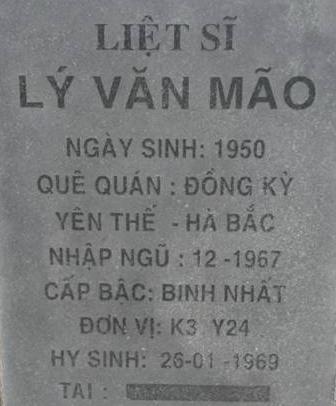 LIỆT SĨ
LÝ VĂN MÃO
NGÀY SINH: 1950
QUÊ QUÁN : ĐỒNG KỲ
YÊN THẾ - HÀ BẮC
NHẬP NGŨ : 12 -1967
CẤP BẬC: BINH NHẤT
ĐƠN VỊ: K3 Y24
HY SINH: 26-01 -1969
TẠI :